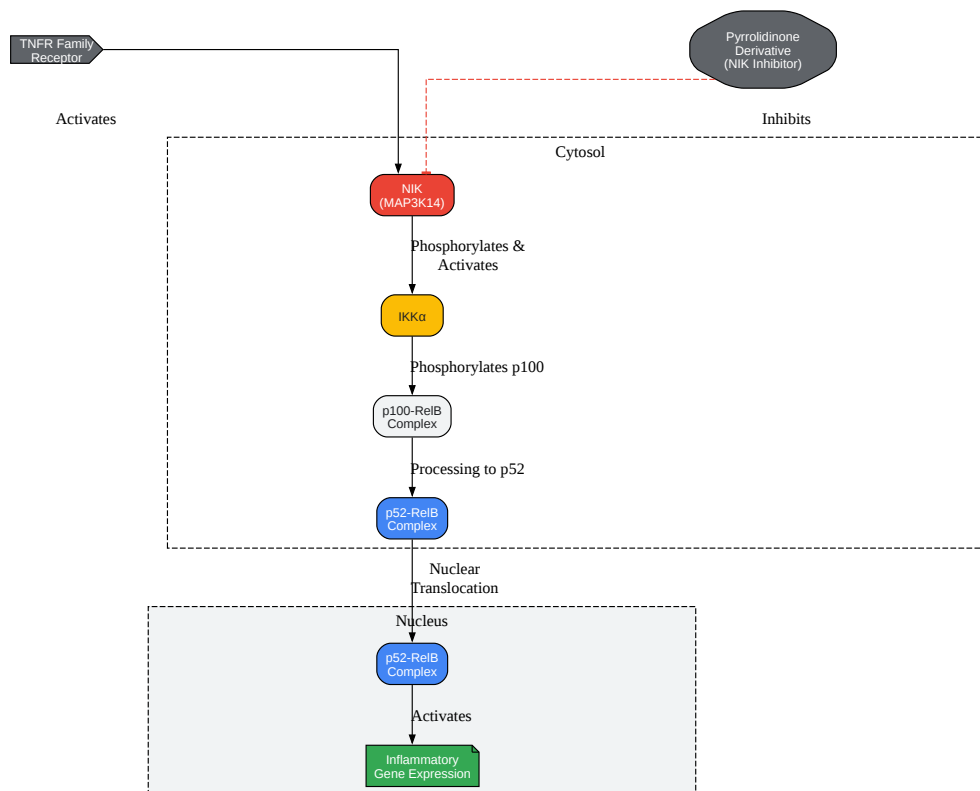 TNFR Family
Receptor
Pyrrolidinone
Derivative
(NIK Inhibitor)
Activates
Inhibits
Cytosol
NIK
(MAP3K14)
Phosphorylates &
Activates
IKKα
Phosphorylates p100
p100-RelB
Complex
Processing to p52
p52-RelB
Complex
Nuclear
Translocation
Nucleus
p52-RelB
Complex
Activates
Inflammatory
Gene Expression